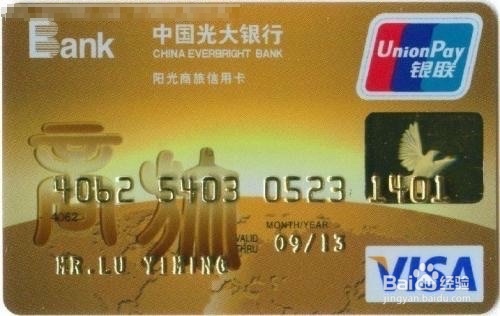 Bank 中国光大银行
CHINA EVERBRIGHT BANK
阳光商旅信用卡
UnionPay
银联
商旅
4062 5403 0523 1401
4062
MONTH/YEAR
VALID
THRU
09/13
MR.LU YIMING
VISA
Baidu经验
jingyan.baidu.com